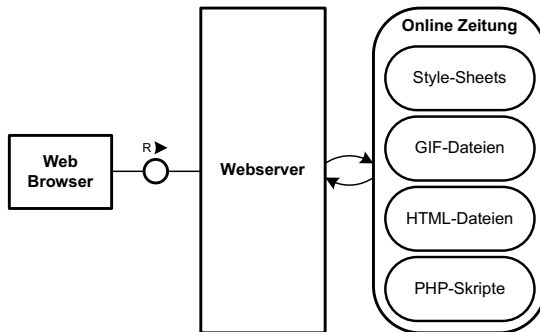 Online Zeitung
Style-Sheets
GIF-Dateien
HTML-Dateien
PHP-Skripte
Webserver
R
Web
Browser